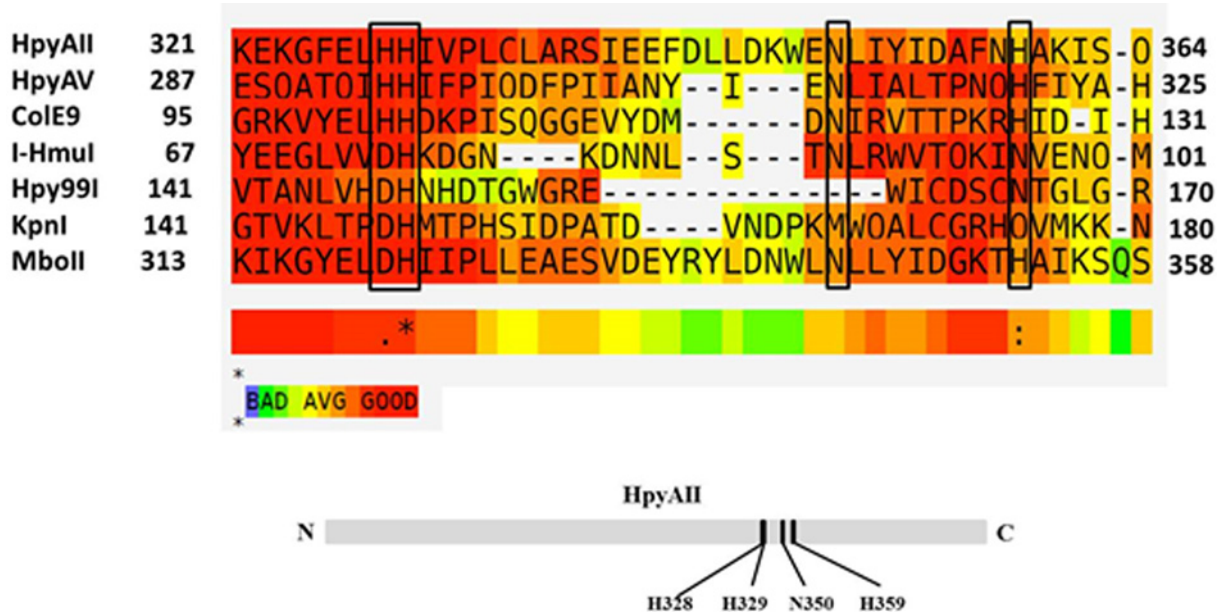 HpyAII 321 KEKGFELHHIVPLCLARSIEEFDLLDKWENLIYIDAFNHAKIS-O 364
HpyAV 287 ESOATOIHHIFPIODFPIIANY--I---ENLIALTPNOHFIYA-H 325
ColE9 95 GRKVYELHHDKPISQGGEVYDM------DNIRVTTPKRHID-I-H 131
I-HmuI 67 YEEGLVVDHKDGN----KDNNL--S---TNLRWVTOKINVENO-M 101
Hpy99I 141 VTANLVHDHNHDTGWGRE--------------WICDSCNTGLG-R 170
KpnI 141 GTVKLTPDHMTPHSIDPATD----VNDPKMWOALCGRHOVMKK-N 180
MboII 313 KIKGYELDHIIPLLEAESVDEYRYLDNWLNLLYIDGKTHAIKSQS 358
. * :
*
BAD AVG GOOD
*
HpyAII
N C
H328 H329 N350 H359